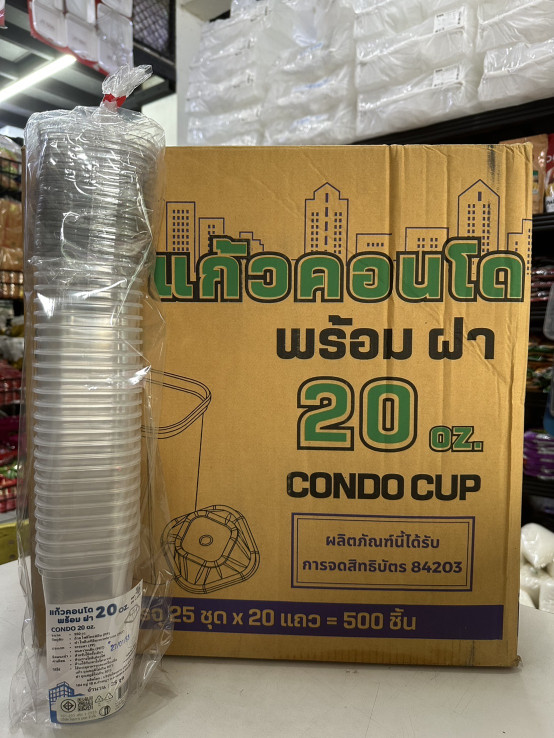 แก้วคอนโด
พร้อม ฝา
20 oz.
CONDO CUP
ผลิตภัณฑ์นี้ได้รับ
การจดสิทธิบัตร 84203
25 ชุด x 20 แถว = 500 ชิ้น
แก้วคอนโด 20 oz.
พร้อม ฝา
CONDO 20 oz.